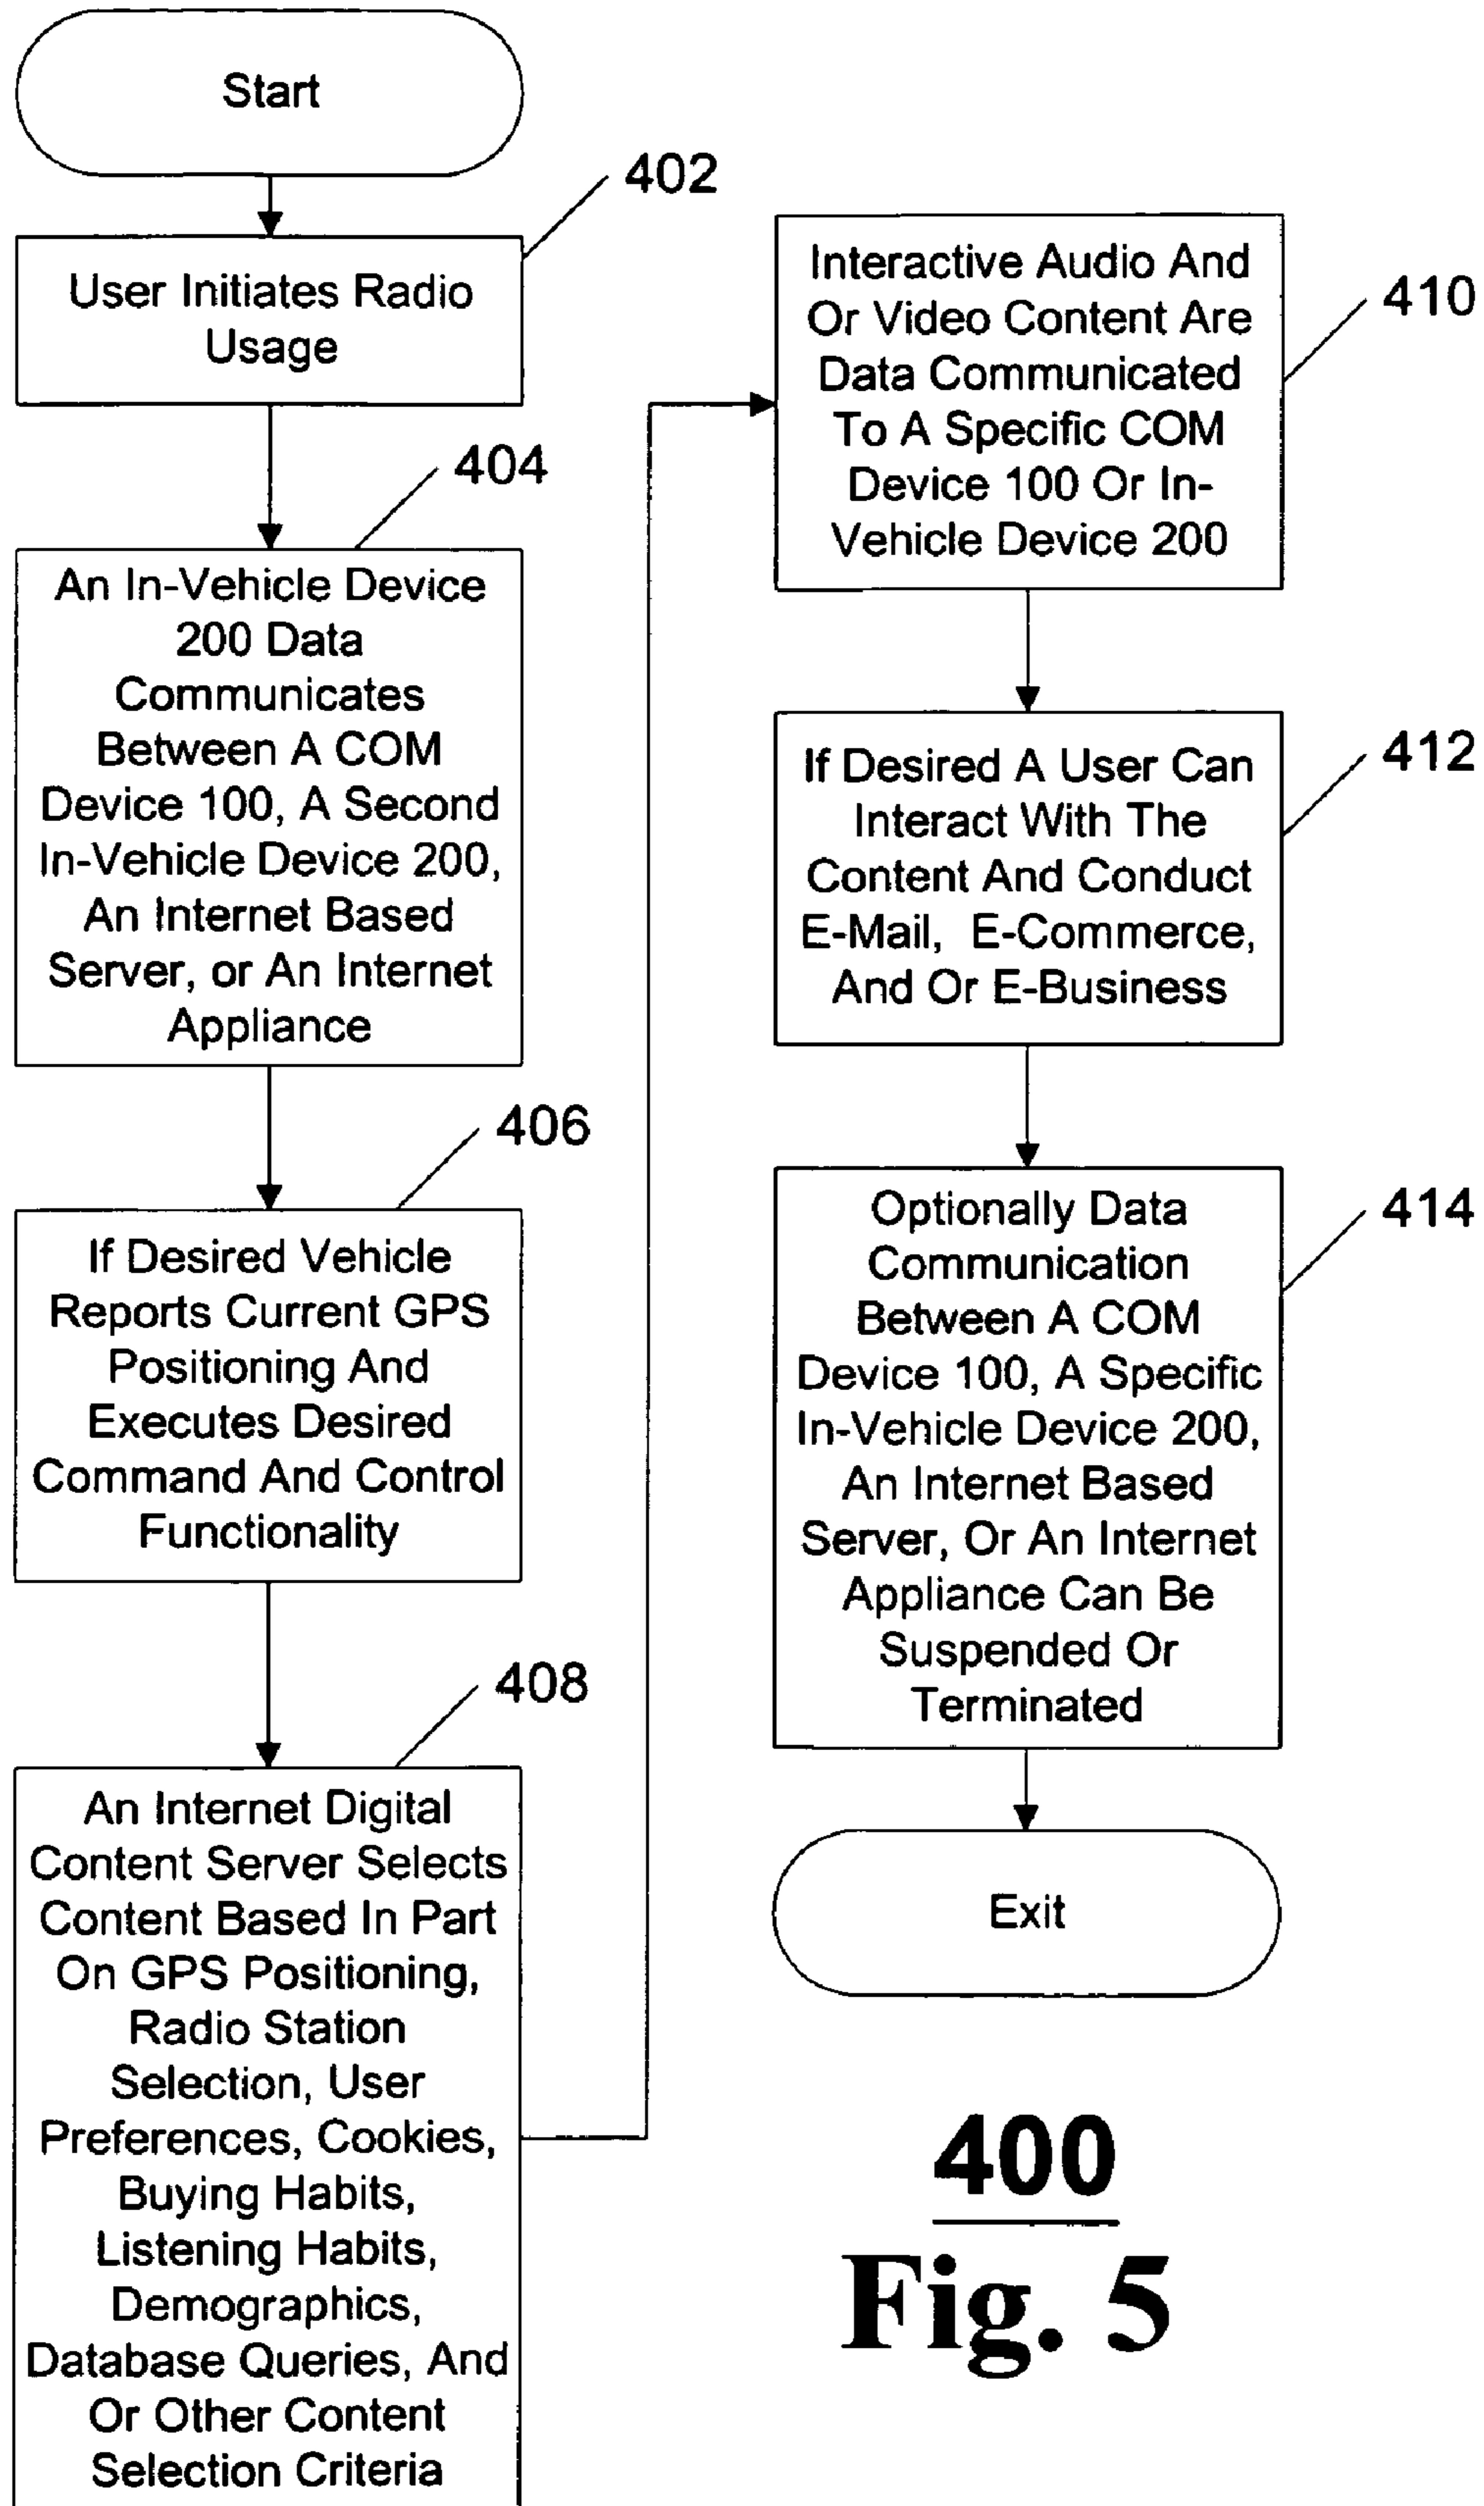 Start
402
User Initiates Radio
Usage
404
An In-Vehicle Device
200 Data
Communicates
Between A COM
Device 100, A Second
In-Vehicle Device 200,
An Internet Based
Server, or An Internet
Appliance
406
If Desired Vehicle
Reports Current GPS
Positioning And
Executes Desired
Command And Control
Functionality
408
An Internet Digital
Content Server Selects
Content Based In Part
On GPS Positioning,
Radio Station
Selection, User
Preferences, Cookies,
Buying Habits,
Listening Habits,
Demographics,
Database Queries, And
Or Other Content
Selection Criteria
Interactive Audio And
Or Video Content Are
Data Communicated
To A Specific COM
Device 100 Or In-
Vehicle Device 200
410
If Desired A User Can
Interact With The
Content And Conduct
E-Mail, E-Commerce,
And Or E-Business
412
Optionally Data
Communication
Between A COM
Device 100, A Specific
In-Vehicle Device 200,
An Internet Based
Server, Or An Internet
Appliance Can Be
Suspended Or
Terminated
414
Exit
400
Fig. 5